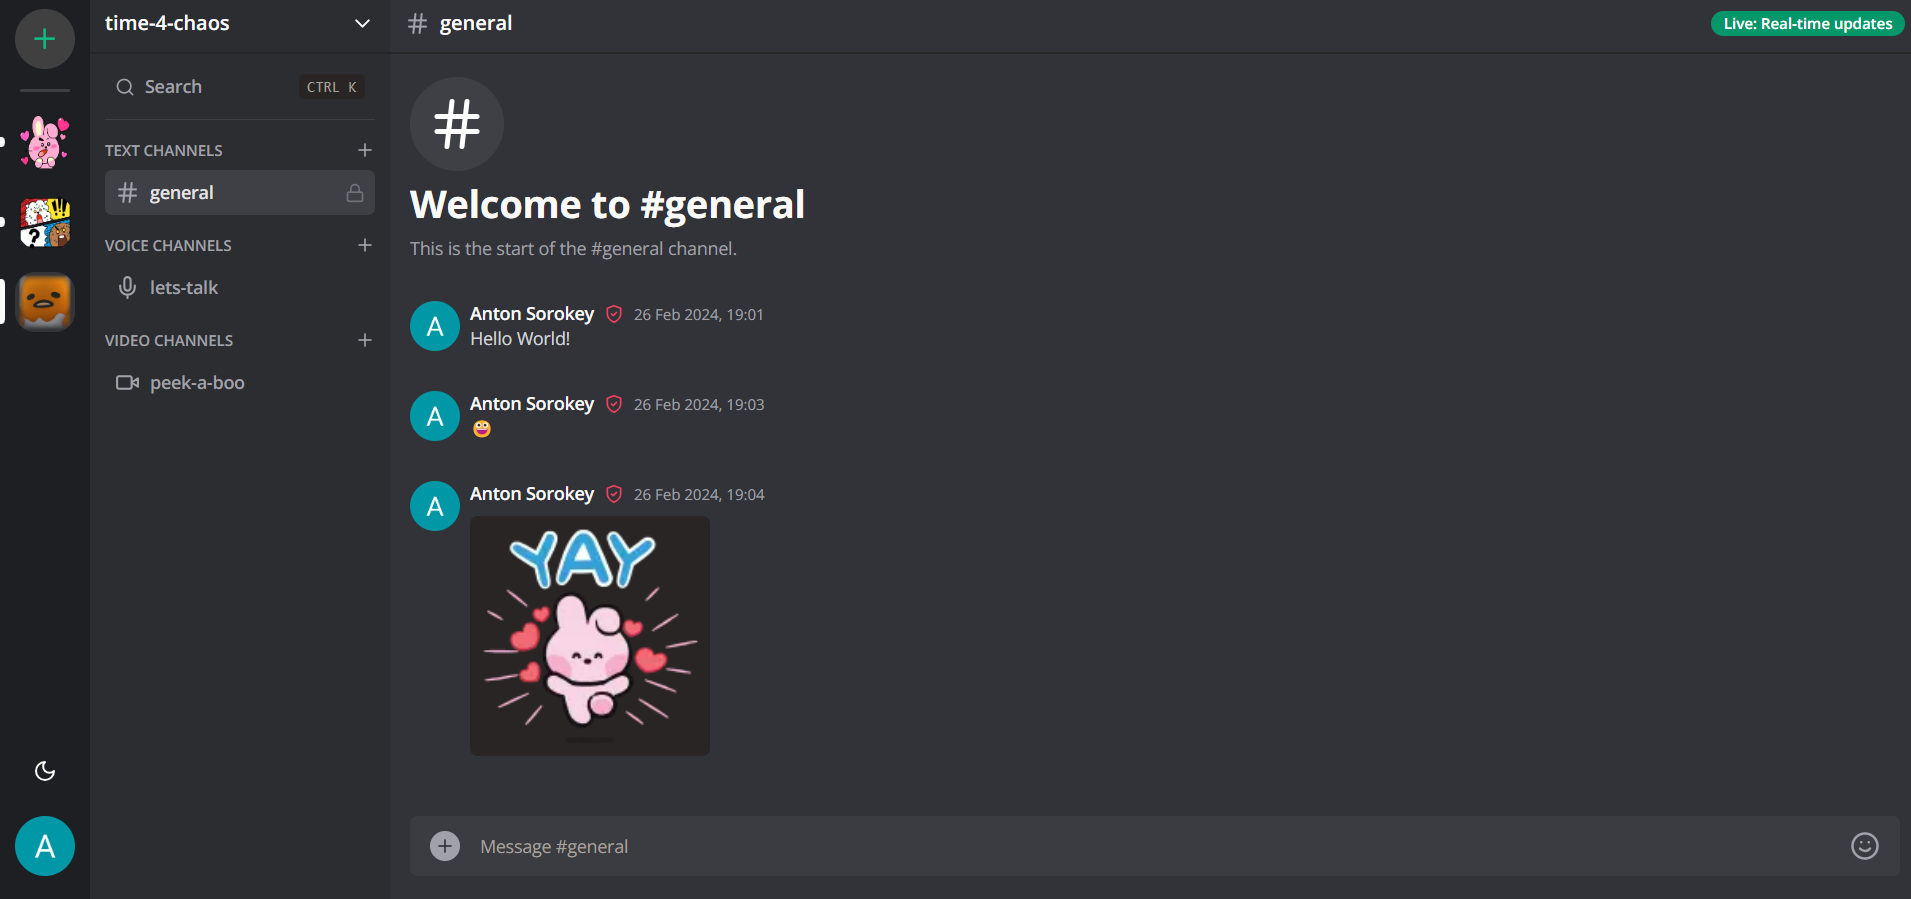 time-4-chaos
Search CTRL K
TEXT CHANNELS
general
VOICE CHANNELS
lets-talk
VIDEO CHANNELS
peek-a-boo
A
general
Live: Real-time updates
Welcome to #general
This is the start of the #general channel.
A
Anton Sorokey 26 Feb 2024, 19:01
Hello World!
A
Anton Sorokey 26 Feb 2024, 19:03
A
Anton Sorokey 26 Feb 2024, 19:04
YAY
Message #general